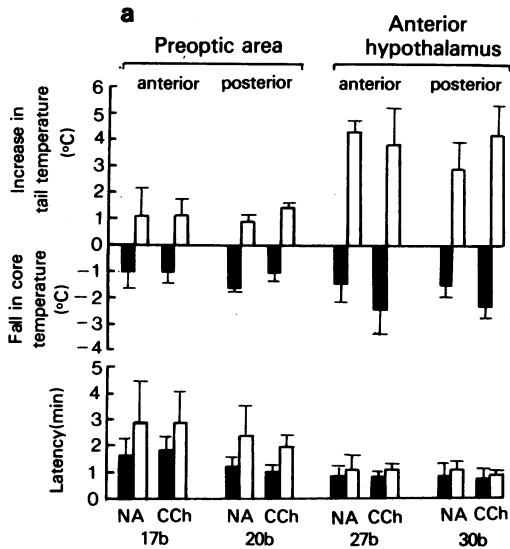 a
Preoptic area
Anterior
hypothalamus
anterior posterior anterior posterior
Increase in
tail temperature
(°C)
6
5
4
3
2
1
0
Fall in core
temperature
(°C)
−1
−2
−3
−4
Latency(min)
5
4
3
2
1
0
NA CCh NA CCh NA CCh NA CCh
17b 20b 27b 30b